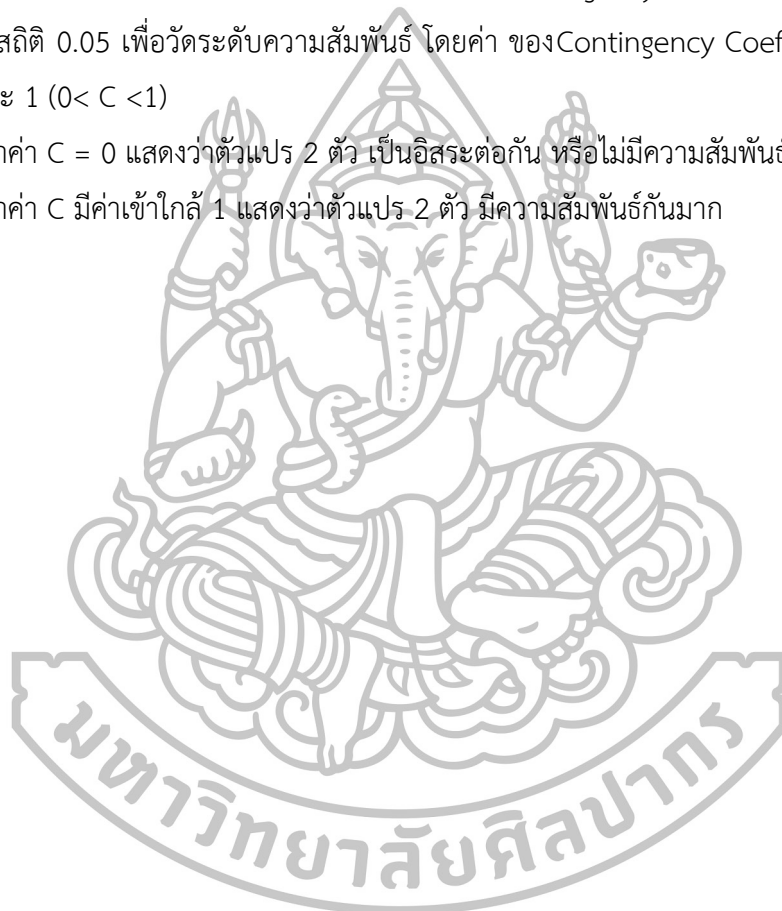 สถิติ 0.05 เพื่อวัดระดับความสัมพันธ์ โดยค่า ของContingency Coef
ะ 1 (0< C <1)
าค่า C = 0 แสดงว่าตัวแปร 2 ตัว เป็นอิสระต่อกัน หรือไม่มีความสัมพันธ์
าค่า C มีค่าเข้าใกล้ 1 แสดงว่าตัวแปร 2 ตัว มีความสัมพันธ์กันมาก
มหาวิทยาลัยศิลปากร